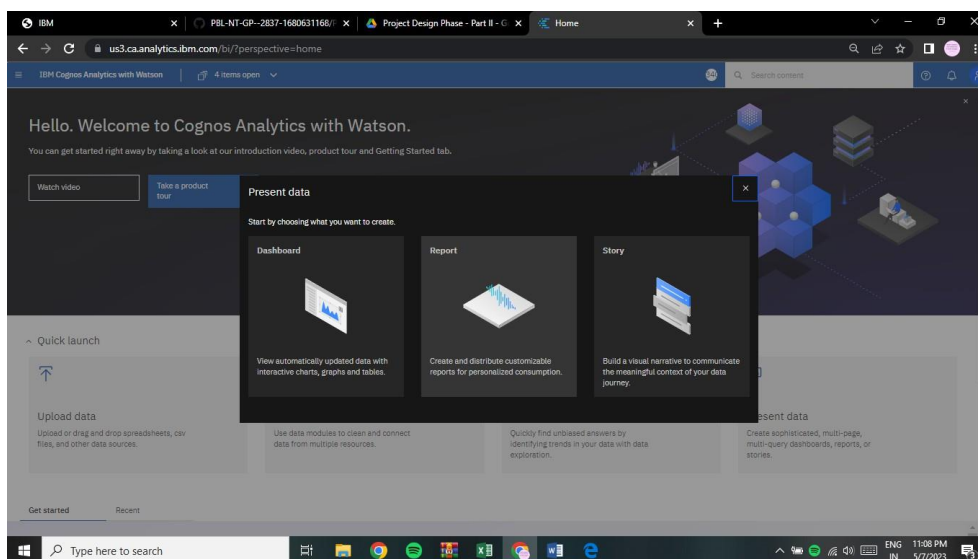 IBM
PBL-NT-GP--2837-1680631168/F
Project Design Phase - Part II - G
Home
us3.ca.analytics.ibm.com/bi/?perspective=home
IBM Cognos Analytics with Watson
4 items open
Search content
Hello. Welcome to Cognos Analytics with Watson.
You can get started right away by taking a look at our introduction video, product tour and Getting Started tab.
Watch video
Take a product
tour
Present data
Start by choosing what you want to create.
Dashboard
View automatically updated data with
interactive charts, graphs and tables.
Report
Create and distribute customizable
reports for personalized consumption.
Story
Build a visual narrative to communicate
the meaningful context of your data
journey.
Quick launch
Upload data
Upload or drag and drop spreadsheets, csv
files, and other data sources.
Use data modules to clean and connect
data from multiple resources.
Quickly find unbiased answers by
identifying trends in your data with data
exploration.
esent data
Create sophisticated, multi-page,
multi-query dashboards, reports, or
stories.
Get started
Recent
Type here to search
ENG
IN
11:08 PM
5/7/2023